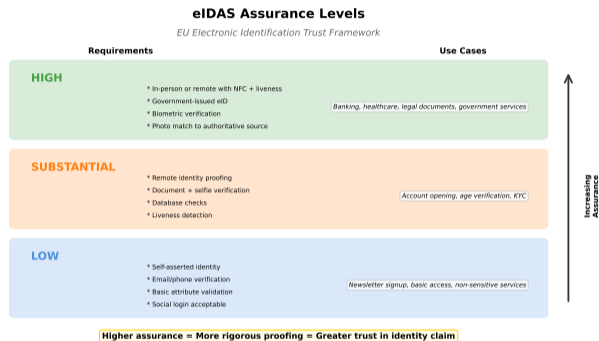 eIDAS Assurance Levels
EU Electronic Identification Trust Framework
Requirements
Use Cases
HIGH
* In-person or remote with NFC + liveness
* Government-issued eID
* Biometric verification
* Photo match to authoritative source
Banking, healthcare, legal documents, government services
SUBSTANTIAL
* Remote identity proofing
* Document + selfie verification
* Database checks
* Liveness detection
Account opening, age verification, KYC
LOW
* Self-asserted identity
* Email/phone verification
* Basic attribute validation
* Social login acceptable
Newsletter signup, basic access, non-sensitive services
Increasing
Assurance
Higher assurance = More rigorous proofing = Greater trust in identity claim